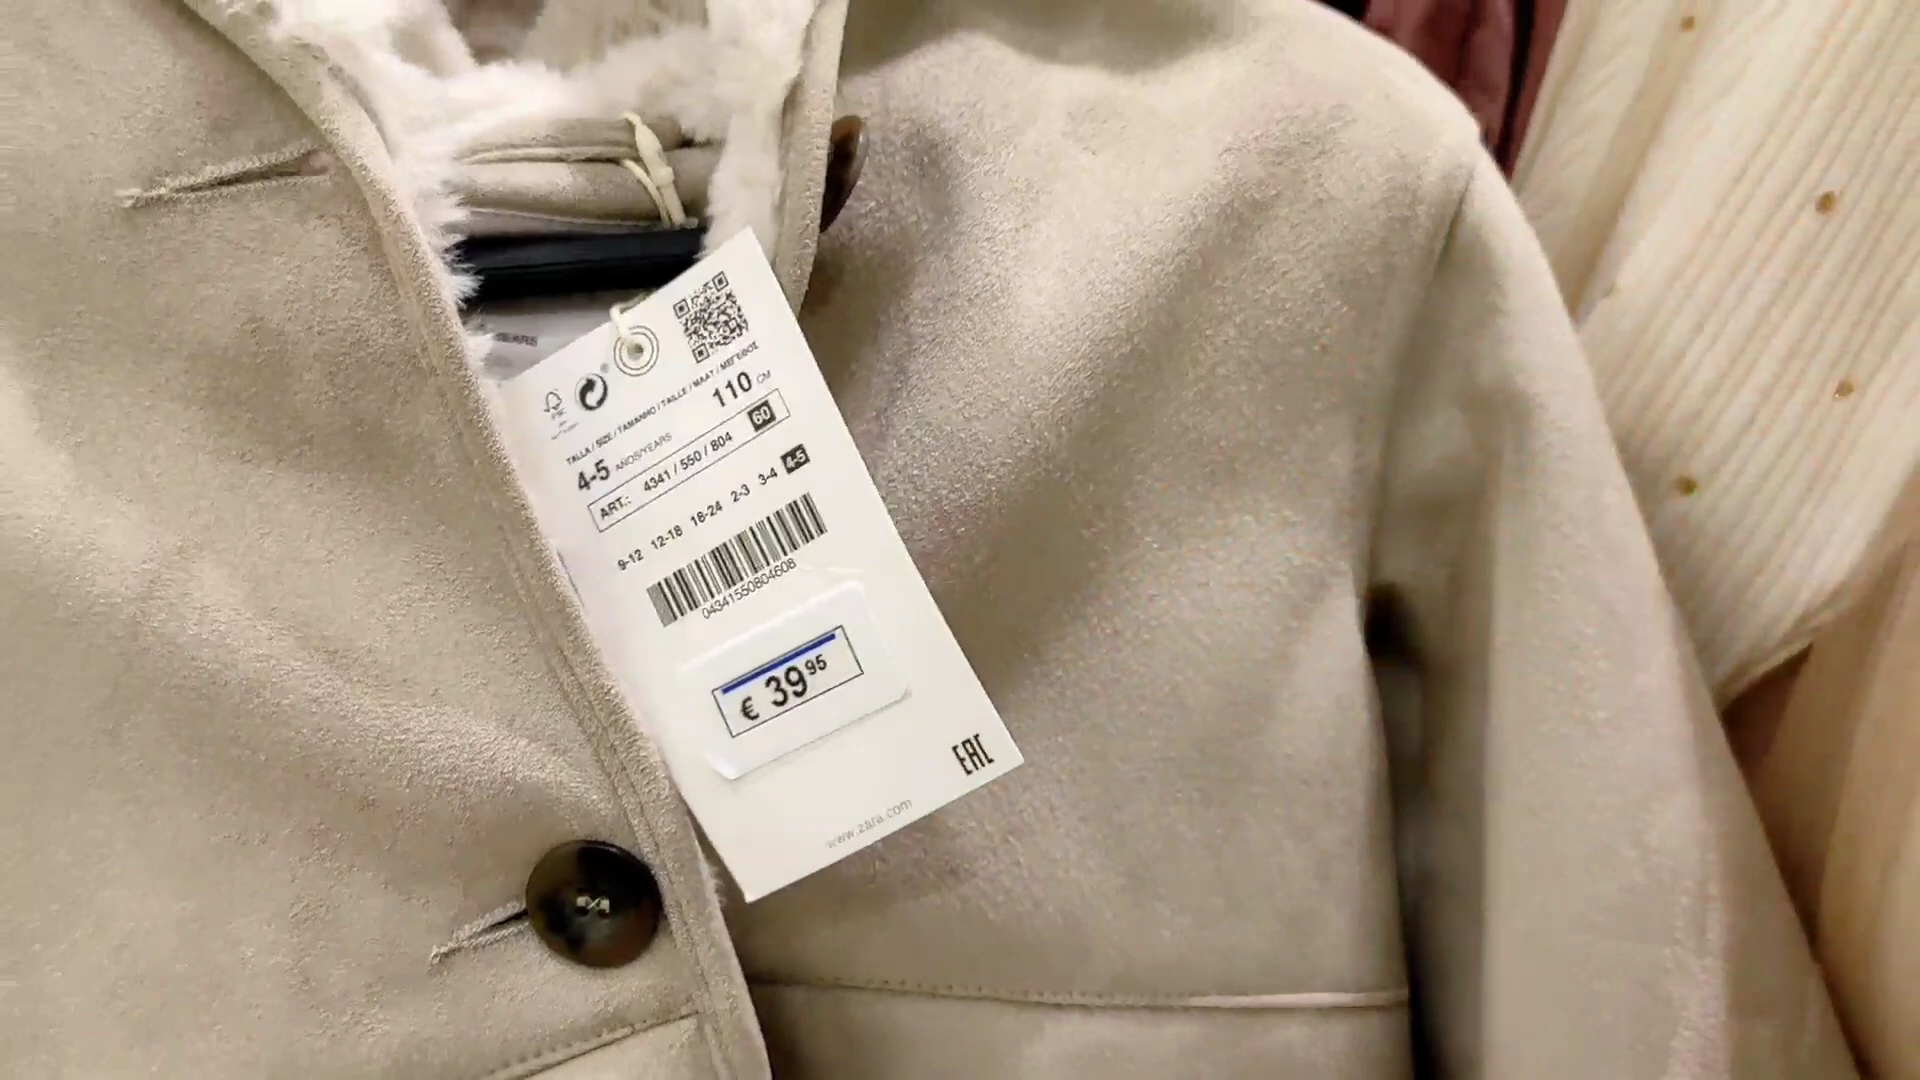 TALLA / SIZE / TAMANHO / TAILLE / MAAT / ΜΕΓΕΘΟΣ
4-5 AÑOS/YEARS 110 CM
ART.: 4341 / 550 / 804 60
9-12 12-18 18-24 2-3 3-4 4-5
04341550804608
€ 39 95
EAC
www.zara.com